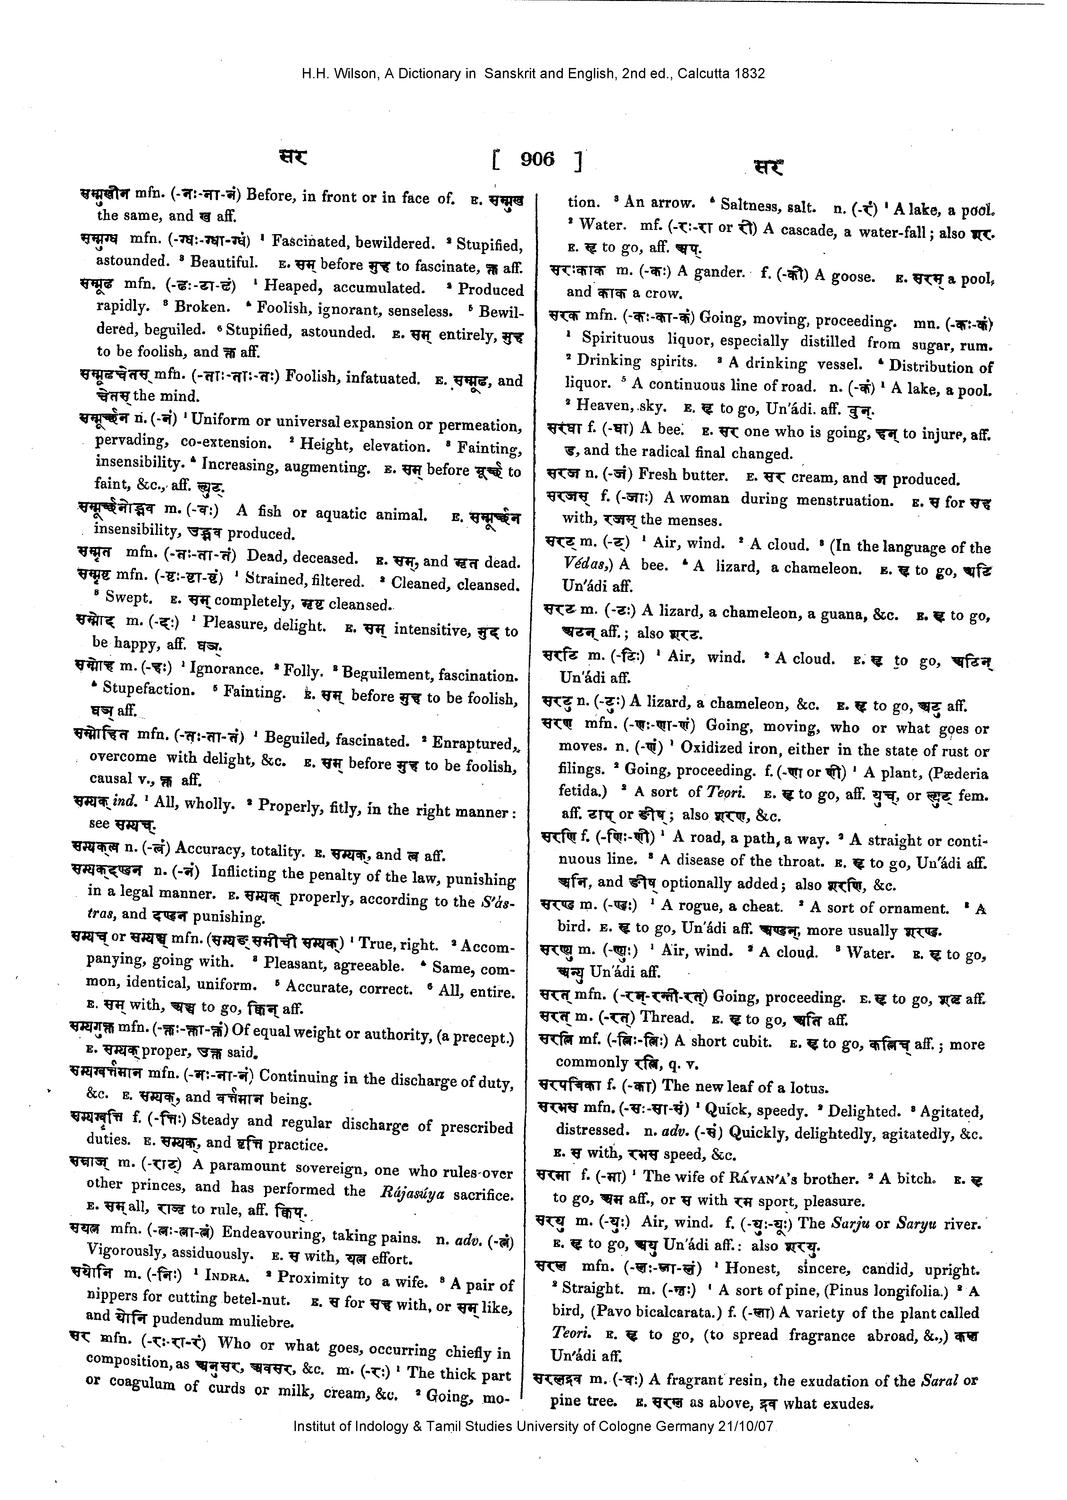 H.H. Wilson, A Dictionary in Sanskrit and English, 2nd ed., Calcutta 1832
सर [ 906 ] सर
सम्मुखीन mfn. (-नः-ना-नं) Before, in front or in face of. E. सम्मुख
the same, and ख aff.
सम्मुग्ध mfn. (-ग्धः-ग्धा-ग्धं) ¹ Fascinated, bewildered. ² Stupified,
astounded. ³ Beautiful. E. सम् before मुह to fascinate, क्त aff.
सम्मूढ mfn. (-ढः-ढा-ढं) ¹ Heaped, accumulated. ² Produced
rapidly. ³ Broken. ⁴ Foolish, ignorant, senseless. ⁵ Bewil-
dered, beguiled. ⁶ Stupified, astounded. E. सम् entirely, मुह
to be foolish, and क्त aff.
सम्मूढचेतस् mfn. (-ताः-ताः-तः) Foolish, infatuated. E. सम्मूढ, and
चेतस् the mind.
सम्मूर्च्छन n. (-नं) ¹ Uniform or universal expansion or permeation,
pervading, co-extension. ² Height, elevation. ³ Fainting,
insensibility. ⁴ Increasing, augmenting. E. सम् before मूर्च्छ to
faint, &c., aff. ल्युट्.
सम्मूर्च्छनोद्भव m. (-वः) A fish or aquatic animal. E. सम्मूर्च्छन
insensibility, उद्भव produced.
सम्मृत mfn. (-तः-ता-तं) Dead, deceased. E. सम्, and मृत dead.
सम्मृष्ट mfn. (-ष्टः-ष्टा-ष्टं) ¹ Strained, filtered. ² Cleaned, cleansed.
³ Swept. E. सम् completely, मृष्ट cleansed.
सम्मोद m. (-दः) ¹ Pleasure, delight. E. सम् intensitive, मुद् to
be happy, aff. घञ्.
सम्मोह m. (-हः) ¹ Ignorance. ² Folly. ³ Beguilement, fascination.
⁴ Stupefaction. ⁵ Fainting. E. सम् before मुह to be foolish,
घञ् aff.
सम्मोहित mfn. (-तः-ता-तं) ¹ Beguiled, fascinated. ² Enraptured,
overcome with delight, &c. E. सम् before मुह to be foolish,
causal v., क्त aff.
सम्यक् ind. ¹ All, wholly. ² Properly, fitly, in the right manner:
see सम्यच्.
सम्यक्त्व n. (-त्वं) Accuracy, totality. E. सम्यक्, and त्व aff.
सम्यक्दण्डन n. (-नं) Inflicting the penalty of the law, punishing
in a legal manner. E. सम्यक् properly, according to the S'ás-
tras, and दण्डन punishing.
सम्यच् or सम्यञ्च mfn. (सम्यङ् समीची सम्यक्) ¹ True, right. ² Accom-
panying, going with. ³ Pleasant, agreeable. ⁴ Same, com-
mon, identical, uniform. ⁵ Accurate, correct. ⁶ All, entire.
E. सम् with, अञ्च to go, क्विन् aff.
सम्यगुक्त mfn. (-क्तः-क्ता-क्तं) Of equal weight or authority, (a precept.)
E. सम्यक् proper, उक्त said.
सम्यग्वर्त्तमान mfn. (-नः-ना-नं) Continuing in the discharge of duty,
&c. E. सम्यक्, and वर्त्तमान being.
सम्यग्वृत्ति f. (-त्तिः) Steady and regular discharge of prescribed
duties. E. सम्यक्, and वृत्ति practice.
सम्राज् m. (-राट्) A paramount sovereign, one who rules over
other princes, and has performed the Rájasúya sacrifice.
E. सम् all, राज् to rule, aff. क्विप्.
सयत्न mfn. (-त्नः-त्ना-त्नं) Endeavouring, taking pains. n. adv. (-त्नं)
Vigorously, assiduously. E. स with, यत्न effort.
सयोनि m. (-निः) ¹ INDRA. ² Proximity to a wife. ³ A pair of
nippers for cutting betel-nut. E. स for सह with, or सम् like,
and योनि pudendum muliebre.
सर mfn. (-रः-रा-रं) Who or what goes, occurring chiefly in
composition, as अनुसर, अवसर, &c. m. (-रः) ¹ The thick part
or coagulum of curds or milk, cream, &c. ² Going, mo-
tion. ³ An arrow. ⁴ Saltness, salt. n. (-रं) ¹ A lake, a pool.
² Water. mf. (-रः-रा or री) A cascade, a water-fall; also शर.
E. सृ to go, aff. अप्.
सरःकाक m. (-कः) A gander. f. (-की) A goose. E. सरस् a pool,
and काक a crow.
सरक mfn. (-कः-का-कं) Going, moving, proceeding. mn. (-कः-कं)
¹ Spirituous liquor, especially distilled from sugar, rum.
² Drinking spirits. ³ A drinking vessel. ⁴ Distribution of
liquor. ⁵ A continuous line of road. n. (-कं) ¹ A lake, a pool.
² Heaven, sky. E. सृ to go, Un'ádi. aff. वुन्.
सरघा f. (-घा) A bee. E. सर one who is going, हन् to injure, aff.
ड, and the radical final changed.
सरज n. (-जं) Fresh butter. E. सर cream, and ज produced.
सरजस् f. (-जाः) A woman during menstruation. E. स for सह
with, रजस् the menses.
सरट् m. (-ट्) ¹ Air, wind. ² A cloud. ³ (In the language of the
Védas,) A bee. ⁴ A lizard, a chameleon. E. सृ to go, अटि
Un'ádi aff.
सरट m. (-टः) A lizard, a chameleon, a guana, &c. E. सृ to go,
अटन् aff.; also शरट.
सरटि m. (-टिः) ¹ Air, wind. ² A cloud. E. सृ to go, अटिन्
Un'ádi aff.
सरटु n. (-टुः) A lizard, a chameleon, &c. E. सृ to go, अटु aff.
सरण mfn. (-णः-णा-णं) Going, moving, who or what goes or
moves. n. (-णं) ¹ Oxidized iron, either in the state of rust or
filings. ² Going, proceeding. f. (-णा or णी) ¹ A plant, (Pæderia
fetida.) ² A sort of Teori. E. सृ to go, aff. युच्, or ल्युट् fem.
aff. टाप् or ङीष्; also शरण, &c.
सरणि f. (-णिः-णी) ¹ A road, a path, a way. ² A straight or conti-
nuous line. ³ A disease of the throat. E. सृ to go, Un'ádi aff.
अनि, and ङीष् optionally added; also शरणि, &c.
सरण्ड m. (-ण्डः) ¹ A rogue, a cheat. ² A sort of ornament. ³ A
bird. E. सृ to go, Un'ádi aff. अण्डन्, more usually शरण्ड.
सरण्यु m. (-ण्युः) ¹ Air, wind. ² A cloud. ³ Water. E. सृ to go,
अन्यु Un'ádi aff.
सरत् mfn. (-रन्-रन्ती-रत्) Going, proceeding. E. सृ to go, शतृ aff.
सरत् m. (-रत्) Thread. E. सृ to go, अति aff.
सरत्नि mf. (-त्निः-त्निः) A short cubit. E. सृ to go, कत्निच् aff.; more
commonly रत्नि, q. v.
सरपत्रिका f. (-का) The new leaf of a lotus.
सरभस mfn. (-सः-सा-सं) ¹ Quick, speedy. ² Delighted. ³ Agitated,
distressed. n. adv. (-सं) Quickly, delightedly, agitatedly, &c.
E. स with, रभस speed, &c.
सरमा f. (-मा) ¹ The wife of RÁVAN'A's brother. ² A bitch. E. सृ
to go, अम aff., or स with रम sport, pleasure.
सरयु m. (-युः) Air, wind. f. (-युः-यूः) The Sarju or Saryu river.
E. सृ to go, अयु Un'ádi aff.: also शरयु.
सरल mfn. (-लः-ला-लं) ¹ Honest, sincere, candid, upright.
² Straight. m. (-लः) ¹ A sort of pine, (Pinus longifolia.) ² A
bird, (Pavo bicalcarata.) f. (-ला) A variety of the plant called
Teori. E. सृ to go, (to spread fragrance abroad, &.,) कल
Un'ádi aff.
सरलद्रव m. (-वः) A fragrant resin, the exudation of the Saral or
pine tree. E. सरल as above, द्रव what exudes.
Institut of Indology & Tamil Studies University of Cologne Germany 21/10/07